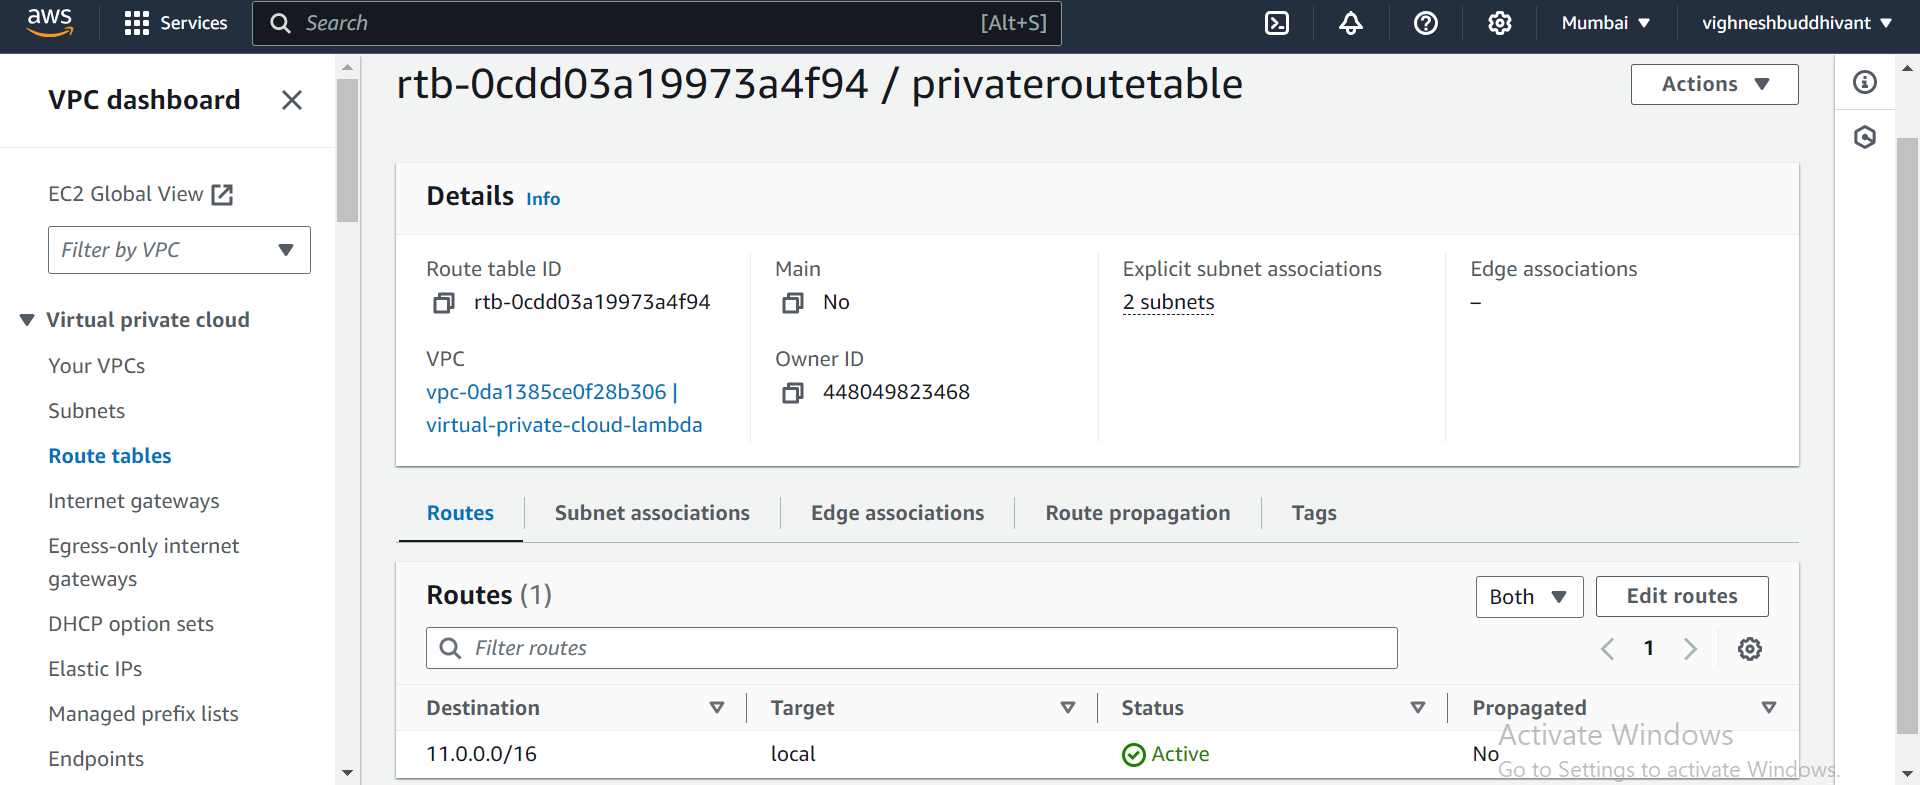 aws
Services
Search
[Alt+S]
Mumbai
vighneshbuddhivant
VPC dashboard
EC2 Global View
Filter by VPC
Virtual private cloud
Your VPCs
Subnets
Route tables
Internet gateways
Egress-only internet
gateways
DHCP option sets
Elastic IPs
Managed prefix lists
Endpoints
rtb-0cdd03a19973a4f94 / privateroutetable
Actions
Details Info
Route table ID
rtb-0cdd03a19973a4f94
Main
No
Explicit subnet associations
2 subnets
Edge associations
–
VPC
vpc-0da1385ce0f28b306 |
virtual-private-cloud-lambda
Owner ID
448049823468
Routes
Subnet associations
Edge associations
Route propagation
Tags
Routes (1)
Both
Edit routes
Filter routes
1
Destination
Target
Status
Propagated
11.0.0.0/16
local
Active
No
Activate Windows
Go to Settings to activate Windows.